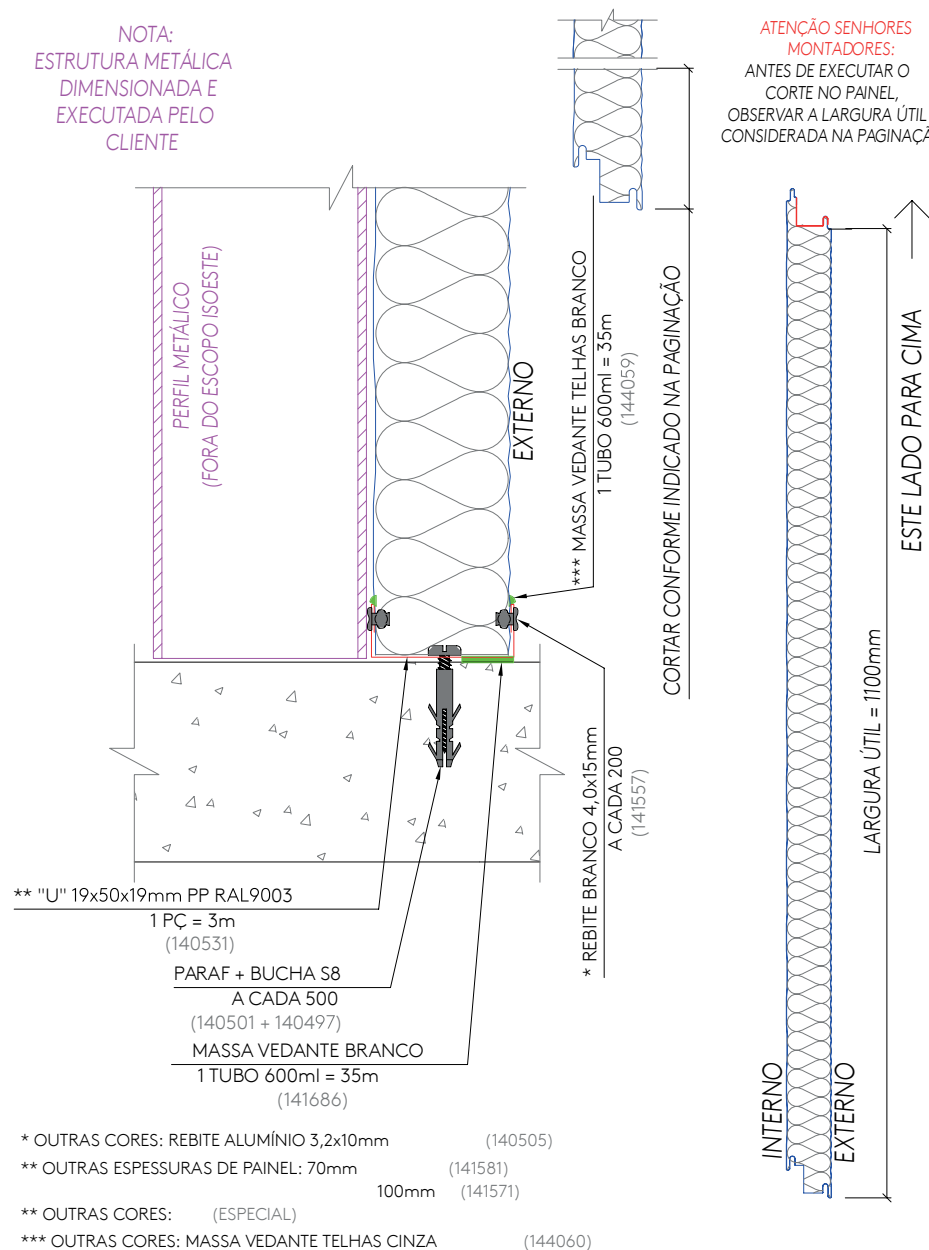 NOTA:
ESTRUTURA METÁLICA
DIMENSIONADA E
EXECUTADA PELO
CLIENTE
ATENÇÃO SENHORES
MONTADORES:
ANTES DE EXECUTAR O
CORTE NO PAINEL,
OBSERVAR A LARGURA ÚTIL
CONSIDERADA NA
PERFIL METÁLICO
(FORA DO ESCOPO ISOESTE)
EXTERNO
*** MASSA VEDANTE TELHAS BRANCO
1 TUBO 600ml = 35m
(144059)
CORTAR CONFORME INDICADO NA PAGINAÇÃO
ESTE LADO PARA CIMA
LARGURA ÚTIL = 1100mm
* REBITE BRANCO 4,0x15mm
A CADA 200
(141557)
** "U" 19x50x19mm PP RAL9003
1 PÇ = 3m
(140531)
PARAF + BUCHA S8
A CADA 500
(140501 + 140497)
MASSA VEDANTE BRANCO
1 TUBO 600ml = 35m
(141686)
INTERNO
EXTERNO
* OUTRAS CORES: REBITE ALUMÍNIO 3,2x10mm (140505)
** OUTRAS ESPESSURAS DE PAINEL: 70mm (141581)
100mm (141571)
** OUTRAS CORES: (ESPECIAL)
*** OUTRAS CORES: MASSA VEDANTE TELHAS CINZA (144060)